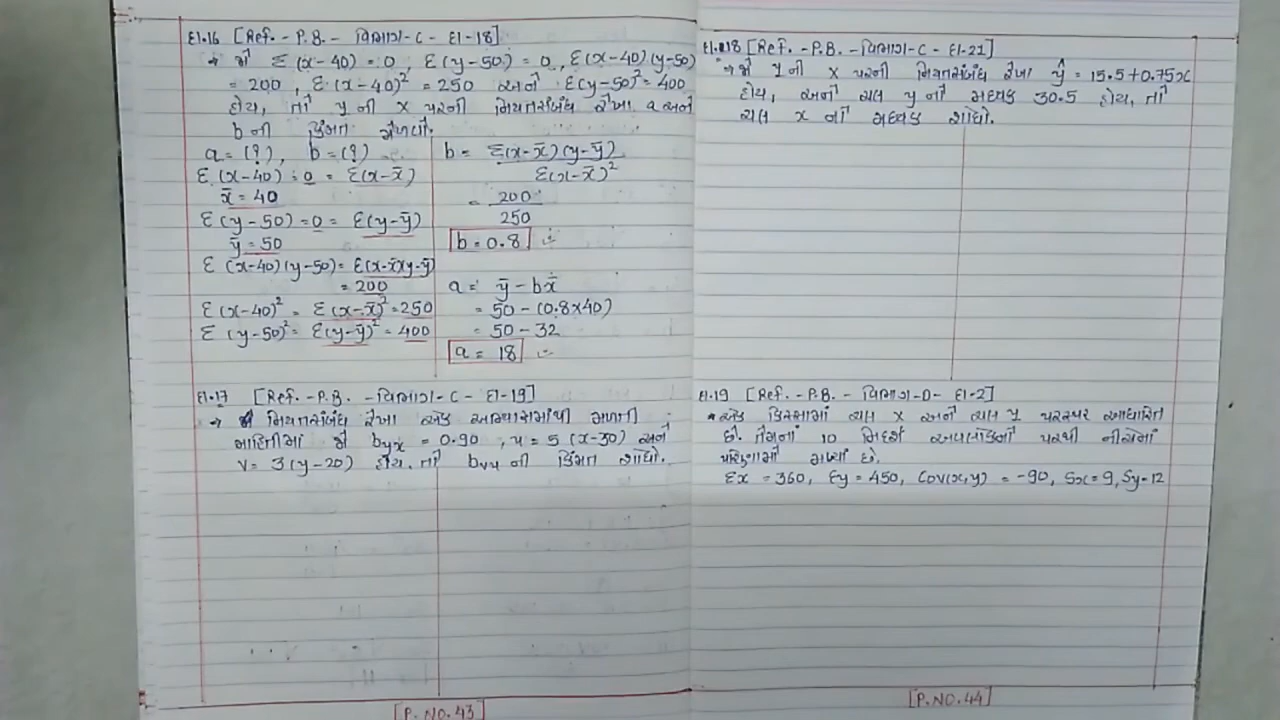 દા.16 [Ref. - P.B. - વિભાગ - C - દા-18]
→ જો Σ(x-40) = 0, Σ(y-50) = 0, Σ(x-40)(y-50)
= 200, Σ(x-40)² = 250 અને Σ(y-50)² = 400
હોય, તો y ની x પરની નિયતસંબંધ રેખા a અને
b ની કિંમત મેળવો.
a = (?), b = (?)
Σ(x-40) = 0 = Σ(x-x̄)
x̄ = 40
Σ(y-50) = 0 = Σ(y-ȳ)
ȳ = 50
Σ(x-40)(y-50) = Σ(x-x̄)(y-ȳ)
= 200
Σ(x-40)² = Σ(x-x̄)² = 250
Σ(y-50)² = Σ(y-ȳ)² = 400
b = Σ(x-x̄)(y-ȳ)
Σ(x-x̄)²
= 200
250
b = 0.8
a = ȳ - bx̄
= 50 - (0.8×40)
= 50 - 32
a = 18
દા.17 [Ref. - P.B. - વિભાગ - C - દા-19]
→ નિયતસંબંધ રેખા એક અભ્યાસમાંથી મળતી
માહિતીમાં જો byx = 0.90, u = 5(x-30) અને
v = 3(y-20) હોય. તો bvu ની કિંમત શોધો.
[P. NO. 43]
દા.18 [Ref. - P.B. - વિભાગ - C - દા-21]
→ જો y ની x પરની નિયતસંબંધ રેખા ŷ = 15.5+0.75x
હોય, અને ચલ y નો મધ્યક 30.5 હોય, તો
ચલ x નો મધ્યક શોધો.
દા.19 [Ref. - P.B. - વિભાગ - D - દા-2]
એક કિસ્સામાં ચલ x અને ચલ y પરસ્પર આધારિત
છે. તેમનાં 10 નિદર્શ અવલોકનો પરથી નીચેનાં
પરિણામો મળ્યાં છે.
Σx = 360, Σy = 450, Cov(x,y) = -90, Sx = 9, Sy = 12
[P. NO. 44]